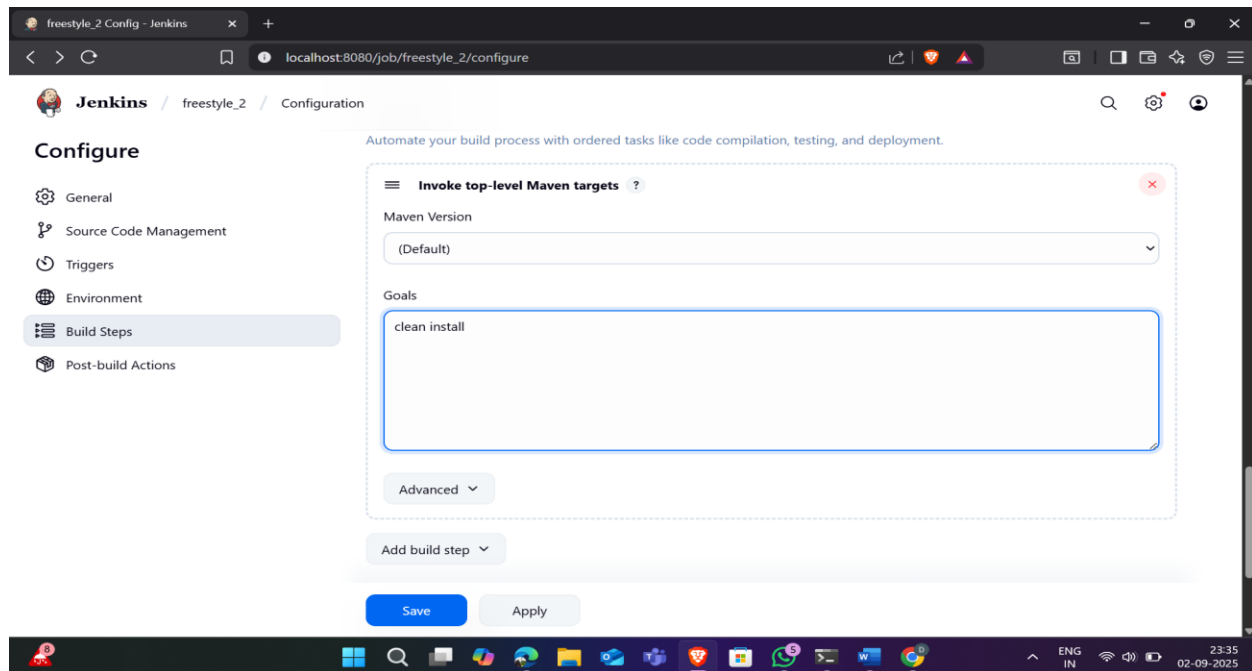 freestyle_2 Config - Jenkins
localhost:8080/job/freestyle_2/configure
Jenkins / freestyle_2 / Configuration
Configure
General
Source Code Management
Triggers
Environment
Build Steps
Post-build Actions
Automate your build process with ordered tasks like code compilation, testing, and deployment.
Invoke top-level Maven targets ?
Maven Version
(Default)
Goals
clean install
Advanced
Add build step
Save Apply
8
5
ENG
IN
23:35
02-09-2025